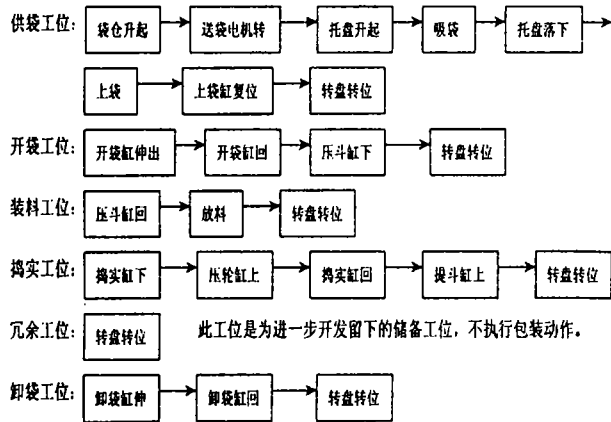 供袋工位: 袋仓升起 送袋电机转 托盘升起 吸袋 托盘落下
上袋 上袋缸复位 转盘转位
开袋工位: 开袋缸伸出 开袋缸回 压斗缸下 转盘转位
装料工位: 压斗缸回 放料 转盘转位
捣实工位: 捣实缸下 压轮缸上 捣实缸回 提斗缸上 转盘转位
冗余工位: 转盘转位 此工位是为进一步开发留下的储备工位，不执行包装动作。
卸袋工位: 卸袋缸伸 卸袋缸回 转盘转位